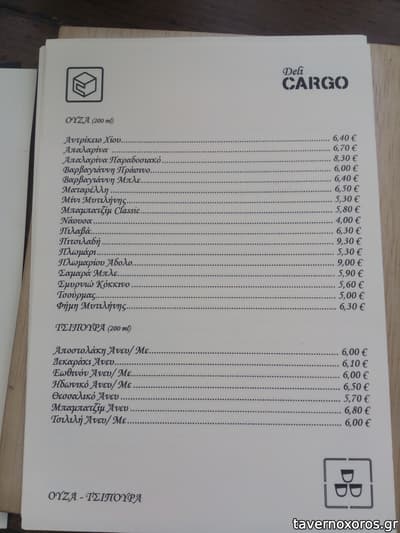 Deli
CARGO
ΟΥΖΑ (200 ml)
Αντρίκειο Χίου 6,40 €
Απαλαρίνα 6,70 €
Απαλαρίνα Παραδοσιακό 8,30 €
Βαρβαγιάννη Πράσινο 6,00 €
Βαρβαγιάννη Μπλε 6,40 €
Ματαρέλλη 6,50 €
Μίνι Μυτιλήνης 5,30 €
Μπαμπατζίμ Classic 5,80 €
Νάουσα 4,00 €
Πιλαβά 6,30 €
Πιτσιλαδή 9,30 €
Πλωμάρι 5,30 €
Πλωμαρίου Άδολο 9,00 €
Σαμαρά Μπλε 5,90 €
Σμυρνιώ Κόκκινο 5,60 €
Τσούρμας 5,00 €
Φήμη Μυτιλήνης 6,30 €
ΤΣΙΠΟΥΡΑ (200 ml)
Αποστολάκη Άνευ/ Με 6,00 €
Δεκαράκι Άνευ 6,10 €
Εωθινόν Άνευ/ Με 6,00 €
Ηδωνικό Άνευ/ Με 6,50 €
Θεσσαλικό Άνευ 5,70 €
Μπαμπατζίμ Άνευ 6,80 €
Τσιλιλή Άνευ/ Με 6,00 €
ΟΥΖΑ - ΤΣΙΠΟΥΡΑ
tavernoxoros.gr